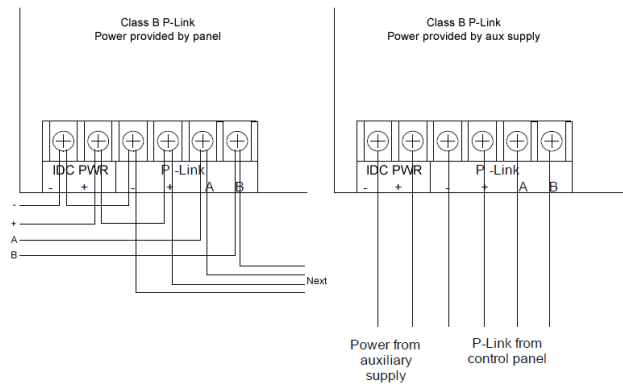 Class B P-Link
Power provided by panel
IDC PWR
P -Link
- + - + A B
-
+
A
B
Next
Class B P-Link
Power provided by aux supply
IDC PWR
P -Link
- + - + A B
Power from
auxiliary
supply
P-Link from
control panel